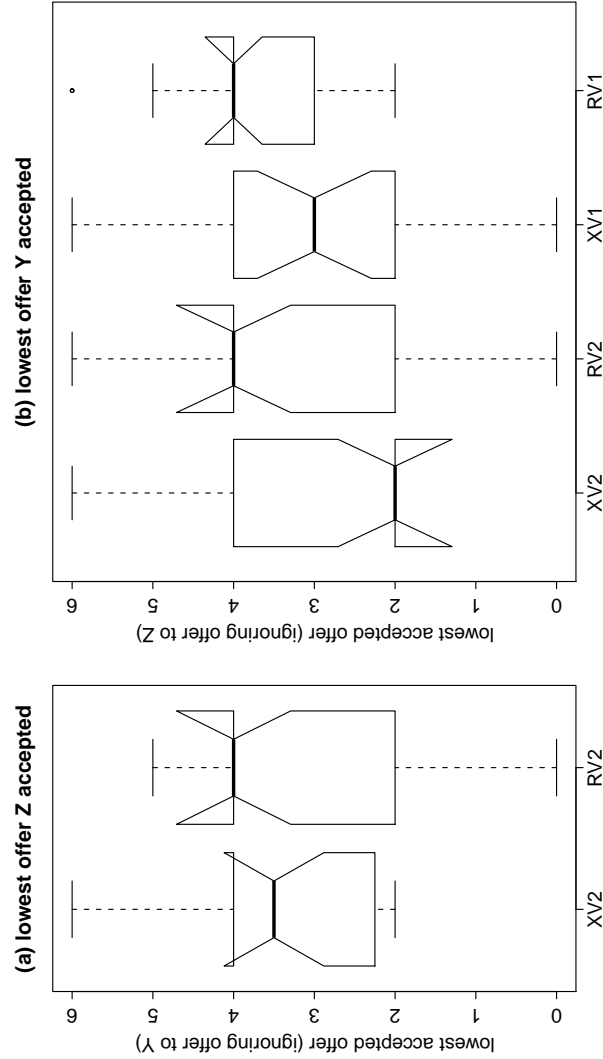 (a) lowest offer Z accepted
lowest accepted offer (ignoring offer to Y)
6
5
4
3
2
1
0
XV2
RV2
(b) lowest offer Y accepted
lowest accepted offer (ignoring offer to Z)
6
5
4
3
2
1
0
XV2
RV2
XV1
RV1